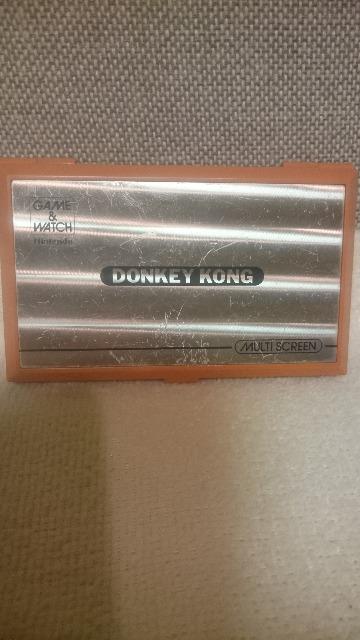 GAME
&
WATCH
Nintendo
DONKEY KONG
MULTI SCREEN